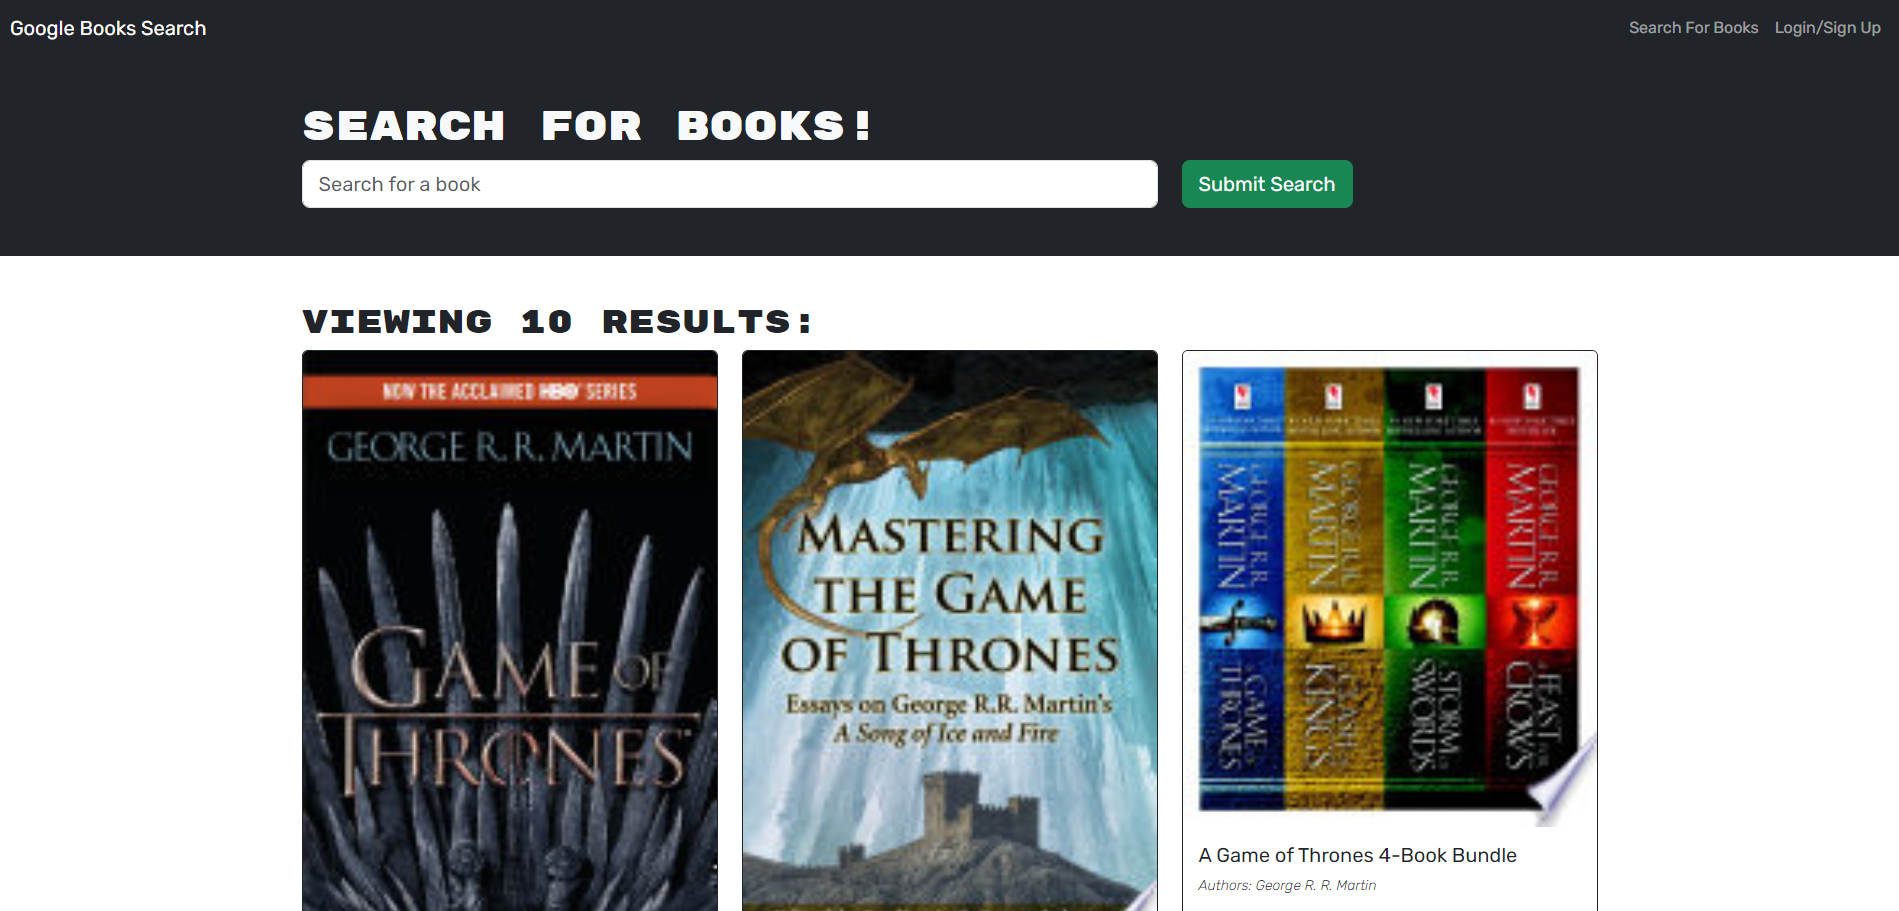 Google Books Search
Search For Books
Login/Sign Up
SEARCH FOR BOOKS!
Search for a book
Submit Search
VIEWING 10 RESULTS:
NOW THE ACCLAIMED HBO SERIES
GEORGE R. R. MARTIN
GAME OF
THRONES
MASTERING
THE GAME
OF THRONES
Essays on George R.R. Martin's
A Song of Ice and Fire
GEORGE R.R.
MARTIN
A GAME OF
THRONES
GEORGE R.R.
MARTIN
A CLASH OF
KINGS
GEORGE R.R.
MARTIN
A STORM OF
SWORDS
GEORGE R.R.
MARTIN
A FEAST FOR
CROWS
A Game of Thrones 4-Book Bundle
Authors: George R. R. Martin